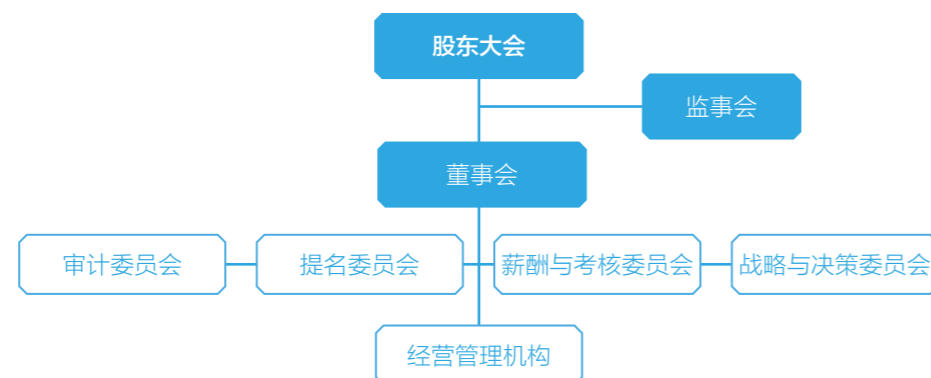 股东大会
监事会
董事会
审计委员会
提名委员会
薪酬与考核委员会
战略与决策委员会
经营管理机构